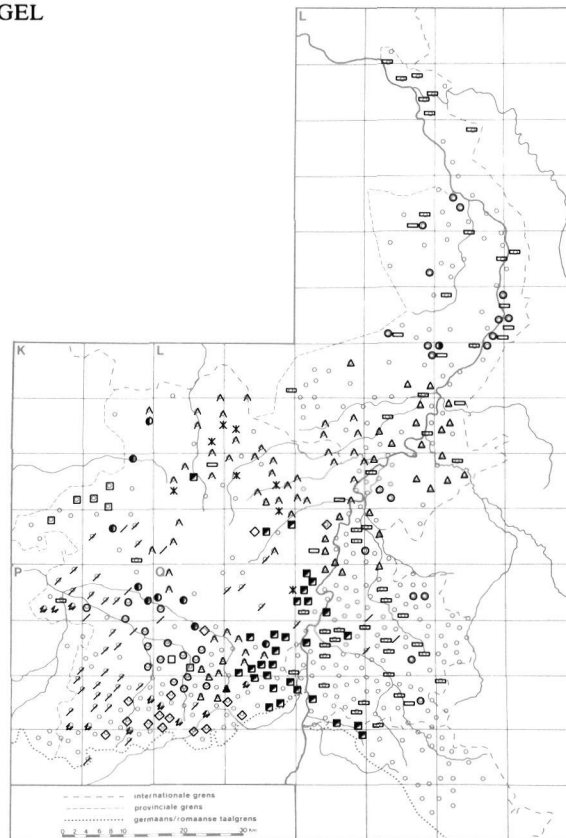 GEL
L
K
L
P
Q
internationale grens
provinciale grens
germaans/romaanse taalgrens
0 2 4 6 8 10 20 30 km